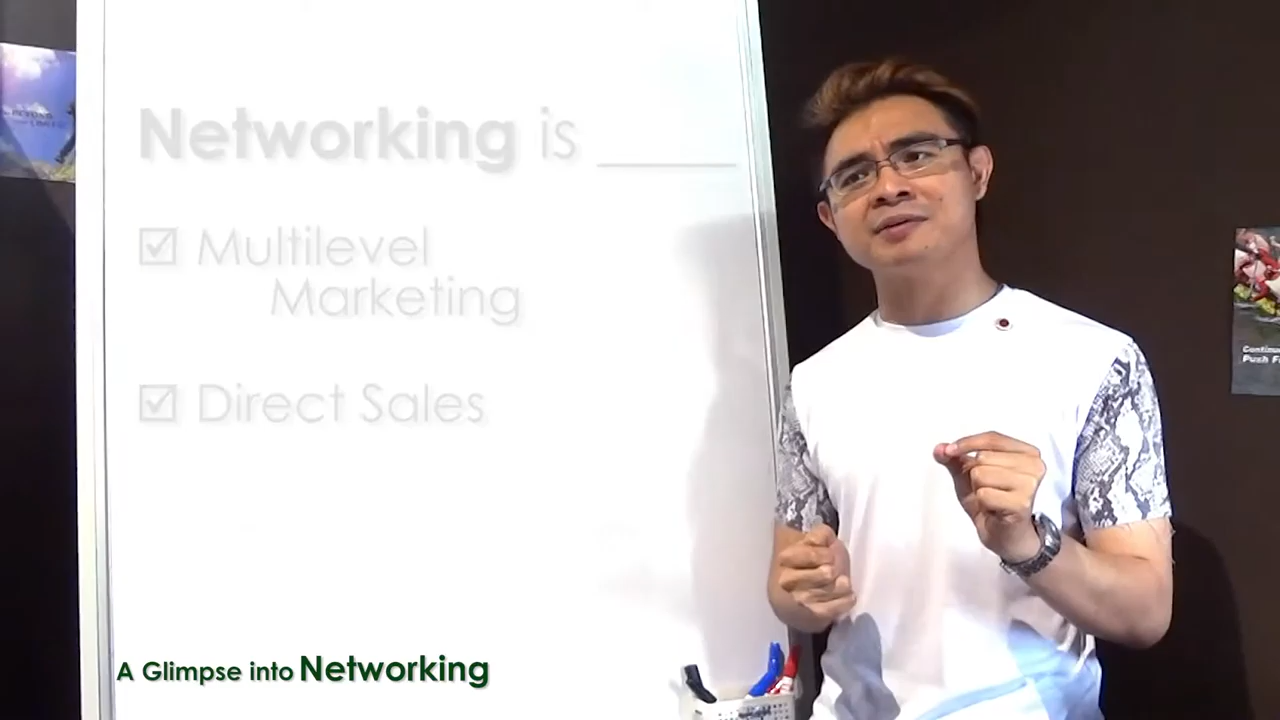 Networking is ______
☑ Multilevel
Marketing
☑ Direct Sales
A Glimpse into Networking